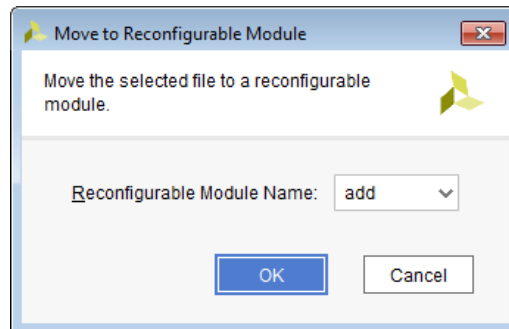 Move to Reconfigurable Module
Move the selected file to a reconfigurable
module.
Reconfigurable Module Name: add
OK Cancel